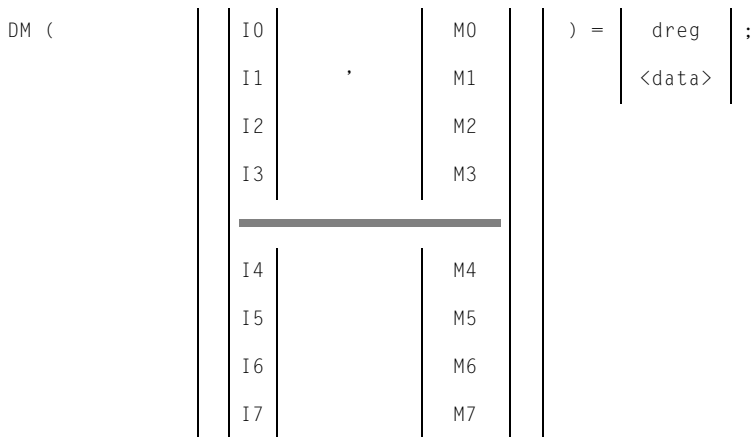 DM ( I0 M0 ) = dreg ;
I1 , M1 <data>
I2 M2
I3 M3
I4 M4
I5 M5
I6 M6
I7 M7